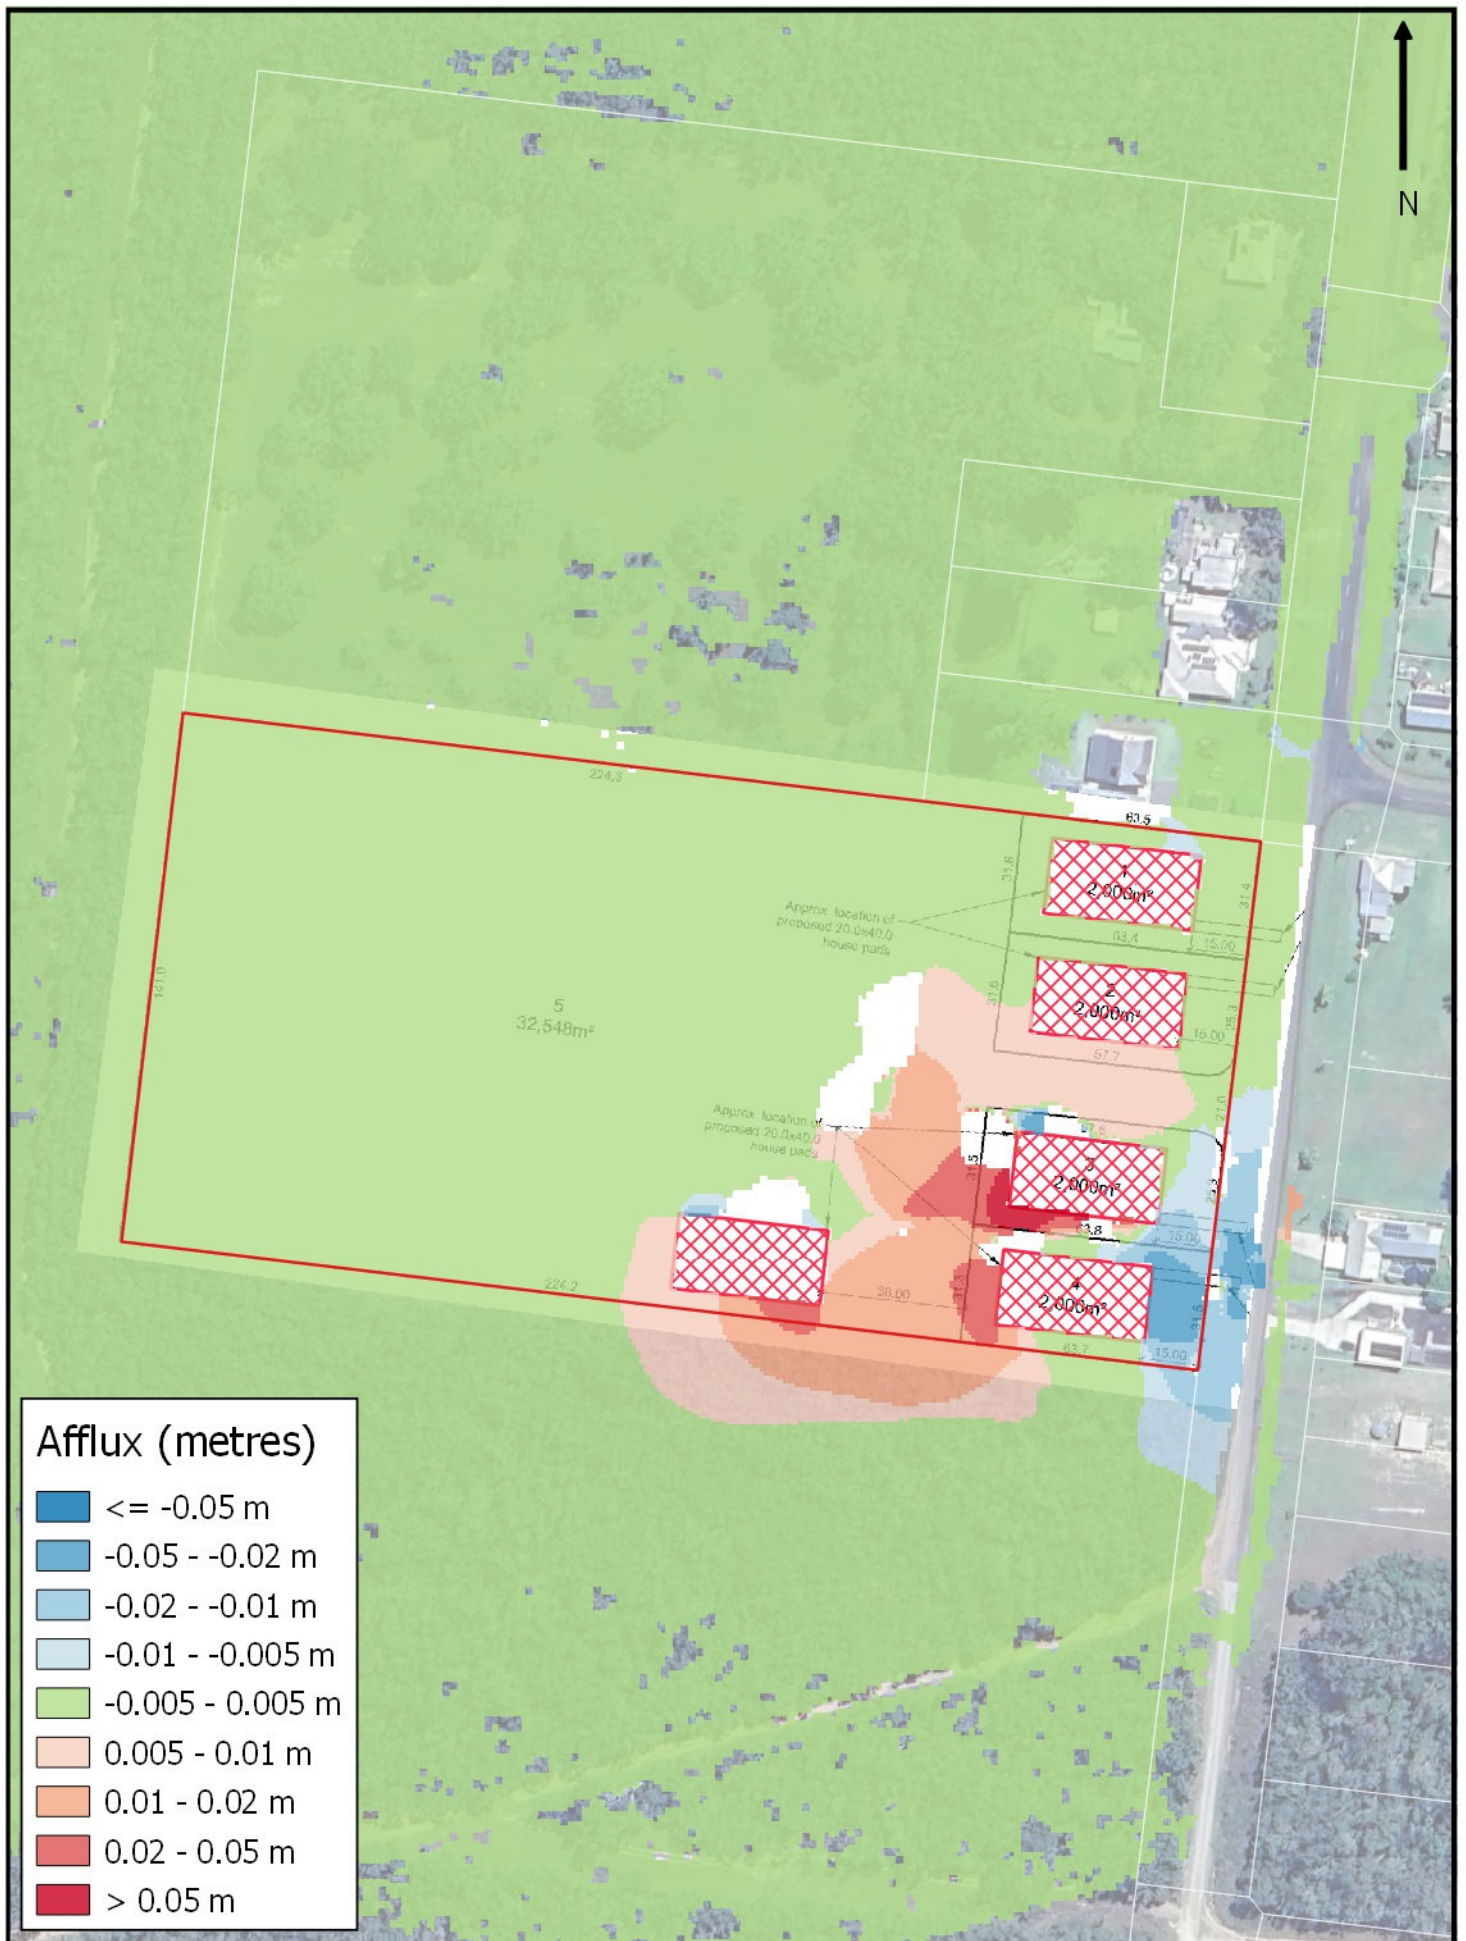 N
224.3
63.5
31.6
1
2,000m²
31.4
Approx. location of
proposed 20.0x40.0
house pads
63.4
15.00
141.0
5
32,548m²
31.6
2
2,000m²
25.3
15.00
57.7
Approx. location of
proposed 20.0x40.0
house pads
21.0
31.5
3
2,000m²
63.8
15.00
224.2
38.00
31.3
4
2,000m²
31.5
63.7
15.00
Afflux (metres)
<= -0.05 m
-0.05 - -0.02 m
-0.02 - -0.01 m
-0.01 - -0.005 m
-0.005 - 0.005 m
0.005 - 0.01 m
0.01 - 0.02 m
0.02 - 0.05 m
> 0.05 m